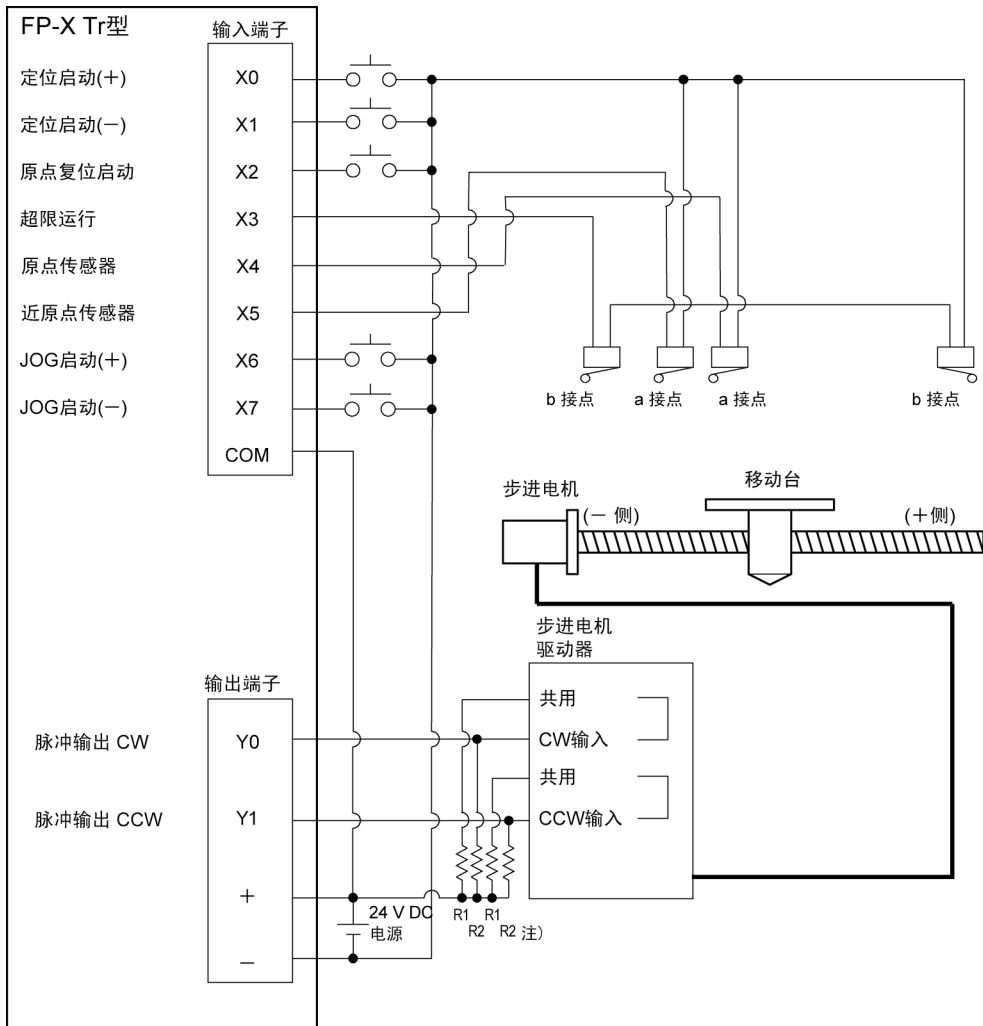 FP-X Tr型
输入端子
定位启动(+)
X0
定位启动(−)
X1
原点复位启动
X2
超限运行
X3
原点传感器
X4
近原点传感器
X5
JOG启动(+)
X6
JOG启动(−)
X7
COM
b 接点
a 接点
a 接点
b 接点
步进电机
移动台
(− 侧)
(+侧)
步进电机
驱动器
输出端子
共用
脉冲输出 CW
Y0
CW输入
共用
脉冲输出 CCW
Y1
CCW输入
+
24 V DC
电源
R1
R2
R1
R2 注)
−